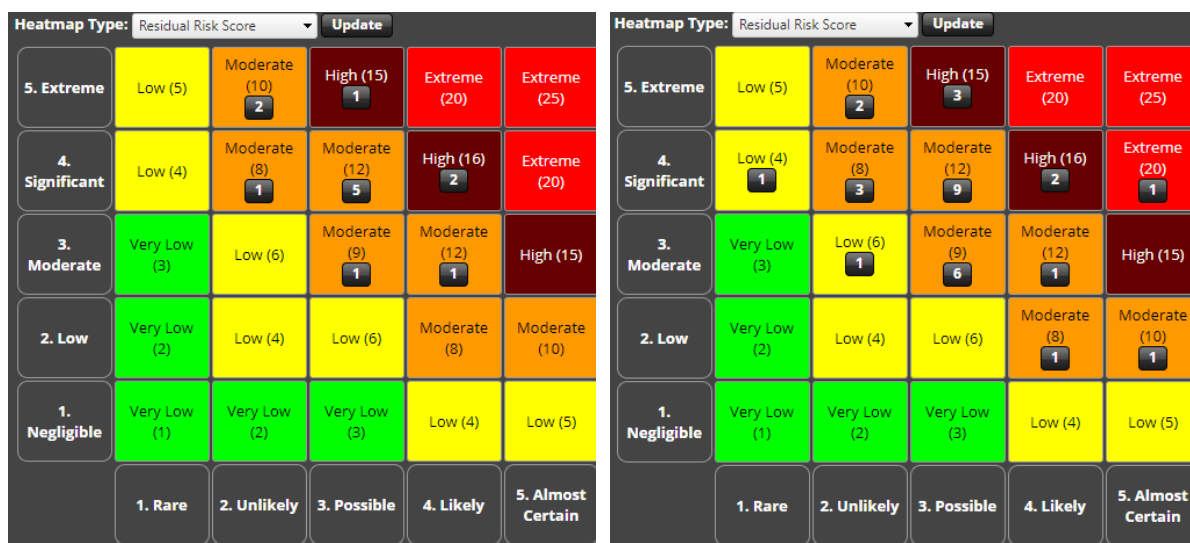 Heatmap Type: Residual Risk Score Update
5. Extreme
Low (5)
Moderate
(10)
2
High (15)
1
Extreme
(20)
Extreme
(25)
4.
Significant
Low (4)
Moderate
(8)
1
Moderate
(12)
5
High (16)
2
Extreme
(20)
3.
Moderate
Very Low
(3)
Low (6)
Moderate
(9)
1
Moderate
(12)
1
High (15)
2. Low
Very Low
(2)
Low (4)
Low (6)
Moderate
(8)
Moderate
(10)
1.
Negligible
Very Low
(1)
Very Low
(2)
Very Low
(3)
Low (4)
Low (5)
1. Rare
2. Unlikely
3. Possible
4. Likely
5. Almost
Certain
Heatmap Type: Residual Risk Score Update
5. Extreme
Low (5)
Moderate
(10)
2
High (15)
3
Extreme
(20)
Extreme
(25)
4.
Significant
Low (4)
1
Moderate
(8)
3
Moderate
(12)
9
High (16)
2
Extreme
(20)
1
3.
Moderate
Very Low
(3)
Low (6)
1
Moderate
(9)
6
Moderate
(12)
1
High (15)
2. Low
Very Low
(2)
Low (4)
Low (6)
Moderate
(8)
1
Moderate
(10)
1
1.
Negligible
Very Low
(1)
Very Low
(2)
Very Low
(3)
Low (4)
Low (5)
1. Rare
2. Unlikely
3. Possible
4. Likely
5. Almost
Certain